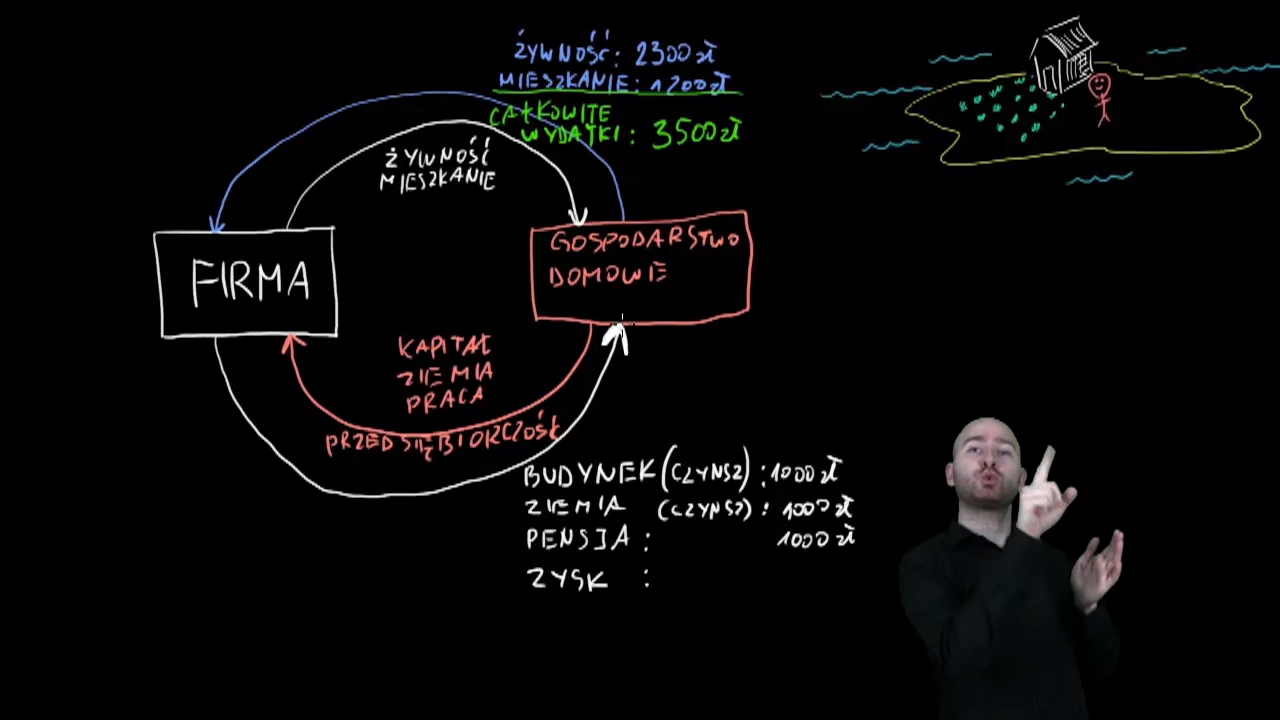 ŻYWNOŚĆ: 2300 zł
MIESZKANIE: 1200 zł
CAŁKOWITE
WYDATKI: 3500 zł
ŻYWNOŚĆ
MIESZKANIE
FIRMA
GOSPODARSTWO
DOMOWE
KAPITAŁ
ZIEMIA
PRACA
PRZEDSIĘBIORCZOŚĆ
BUDYNEK (CZYNSZ): 1000 zł
ZIEMIA (CZYNSZ): 1000 zł
PENSJA: 1000 zł
ZYSK :